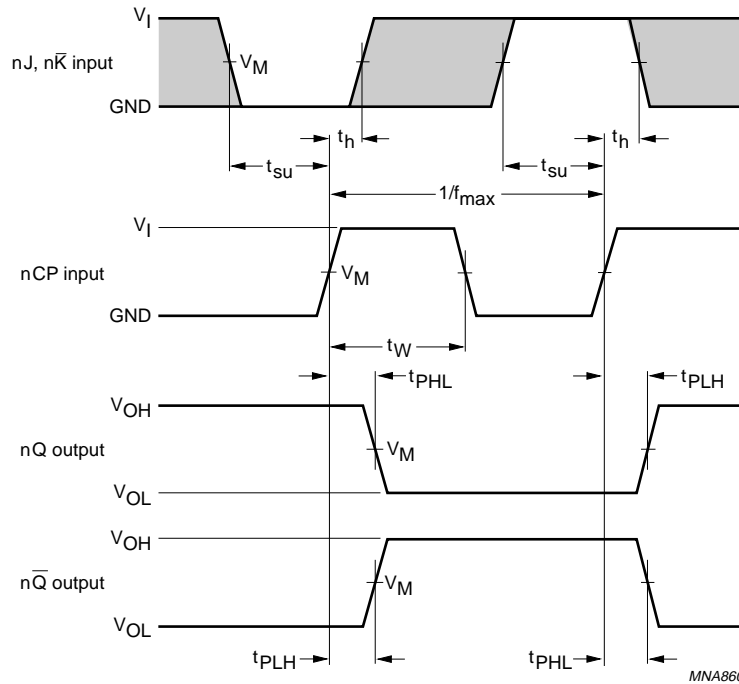 VI
nJ, nK̅ input
VM
GND
th
th
tsu
tsu
1/fmax
VI
nCP input
VM
GND
tW
tPHL
tPLH
VOH
nQ output
VM
VOL
VOH
nQ̅ output
VM
VOL
tPLH
tPHL
MNA860